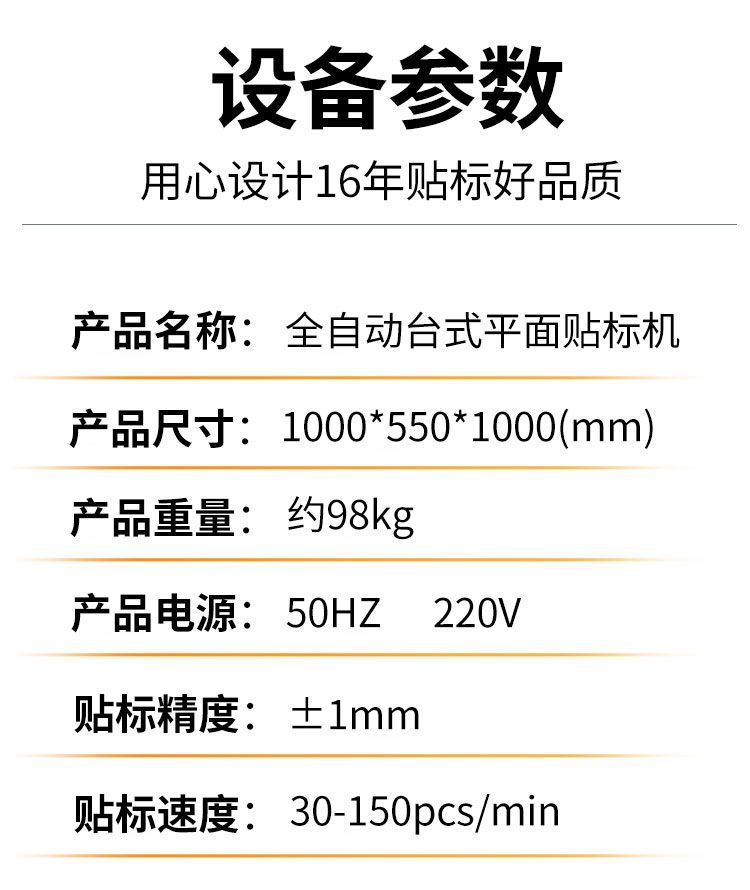 设备参数
用心设计16年贴标好品质
产品名称： 全自动台式平面贴标机
产品尺寸： 1000*550*1000(mm)
产品重量： 约98kg
产品电源： 50HZ 220V
贴标精度： ±1mm
贴标速度： 30-150pcs/min